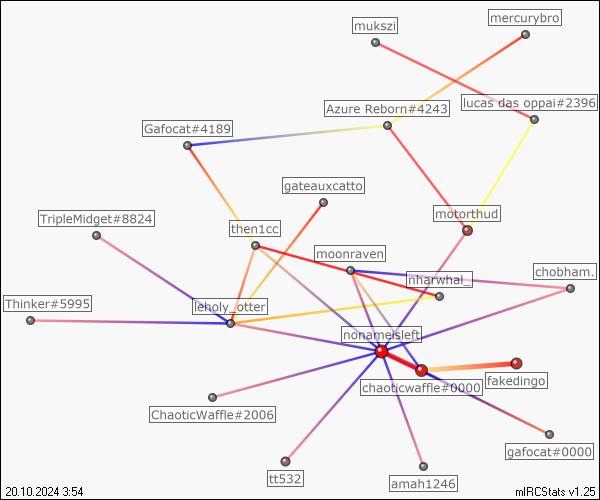 mercurybro
mukszi
lucas das oppai#2396
Azure Reborn#4243
Gafocat#4189
gateauxcatto
motorthud
TripleMidget#8824
then1cc
moonraven
chobham.
nharwhal_
Thinker#5995
leholy_otter
nonameisleft
fakedingo
chaoticwaffle#0000
ChaoticWaffle#2006
gafocat#0000
tt532
amah1246
20.10.2024 3:54
mIRCStats v1.25